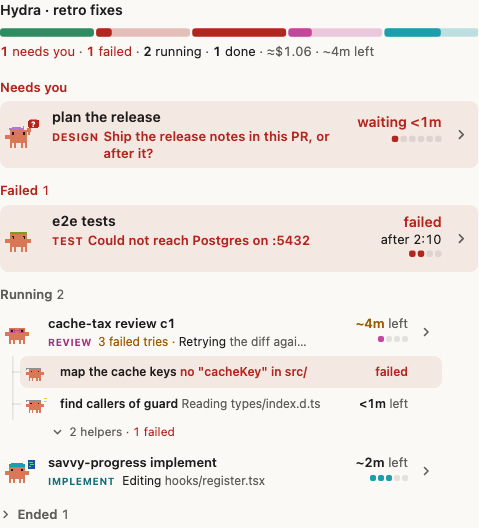 Hydra · retro fixes
1 needs you · 1 failed · 2 running · 1 done · ≈$1.06 · ~4m left
Needs you
plan the release
waiting <1m
DESIGN Ship the release notes in this PR, or
after it?
Failed 1
e2e tests
failed
TEST Could not reach Postgres on :5432
after 2:10
Running 2
cache-tax review c1
~4m left
REVIEW 3 failed tries · Retrying the diff agai…
map the cache keys no "cacheKey" in src/
failed
find callers of guard Reading types/index.d.ts
<1m left
2 helpers · 1 failed
savvy-progress implement
~2m left
IMPLEMENT Editing hooks/register.tsx
Ended 1